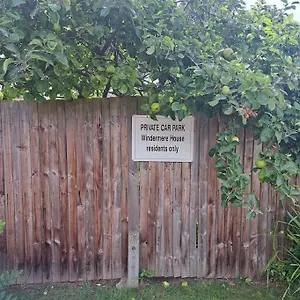 PRIVATE CAR PARK
Windermere House
residents only